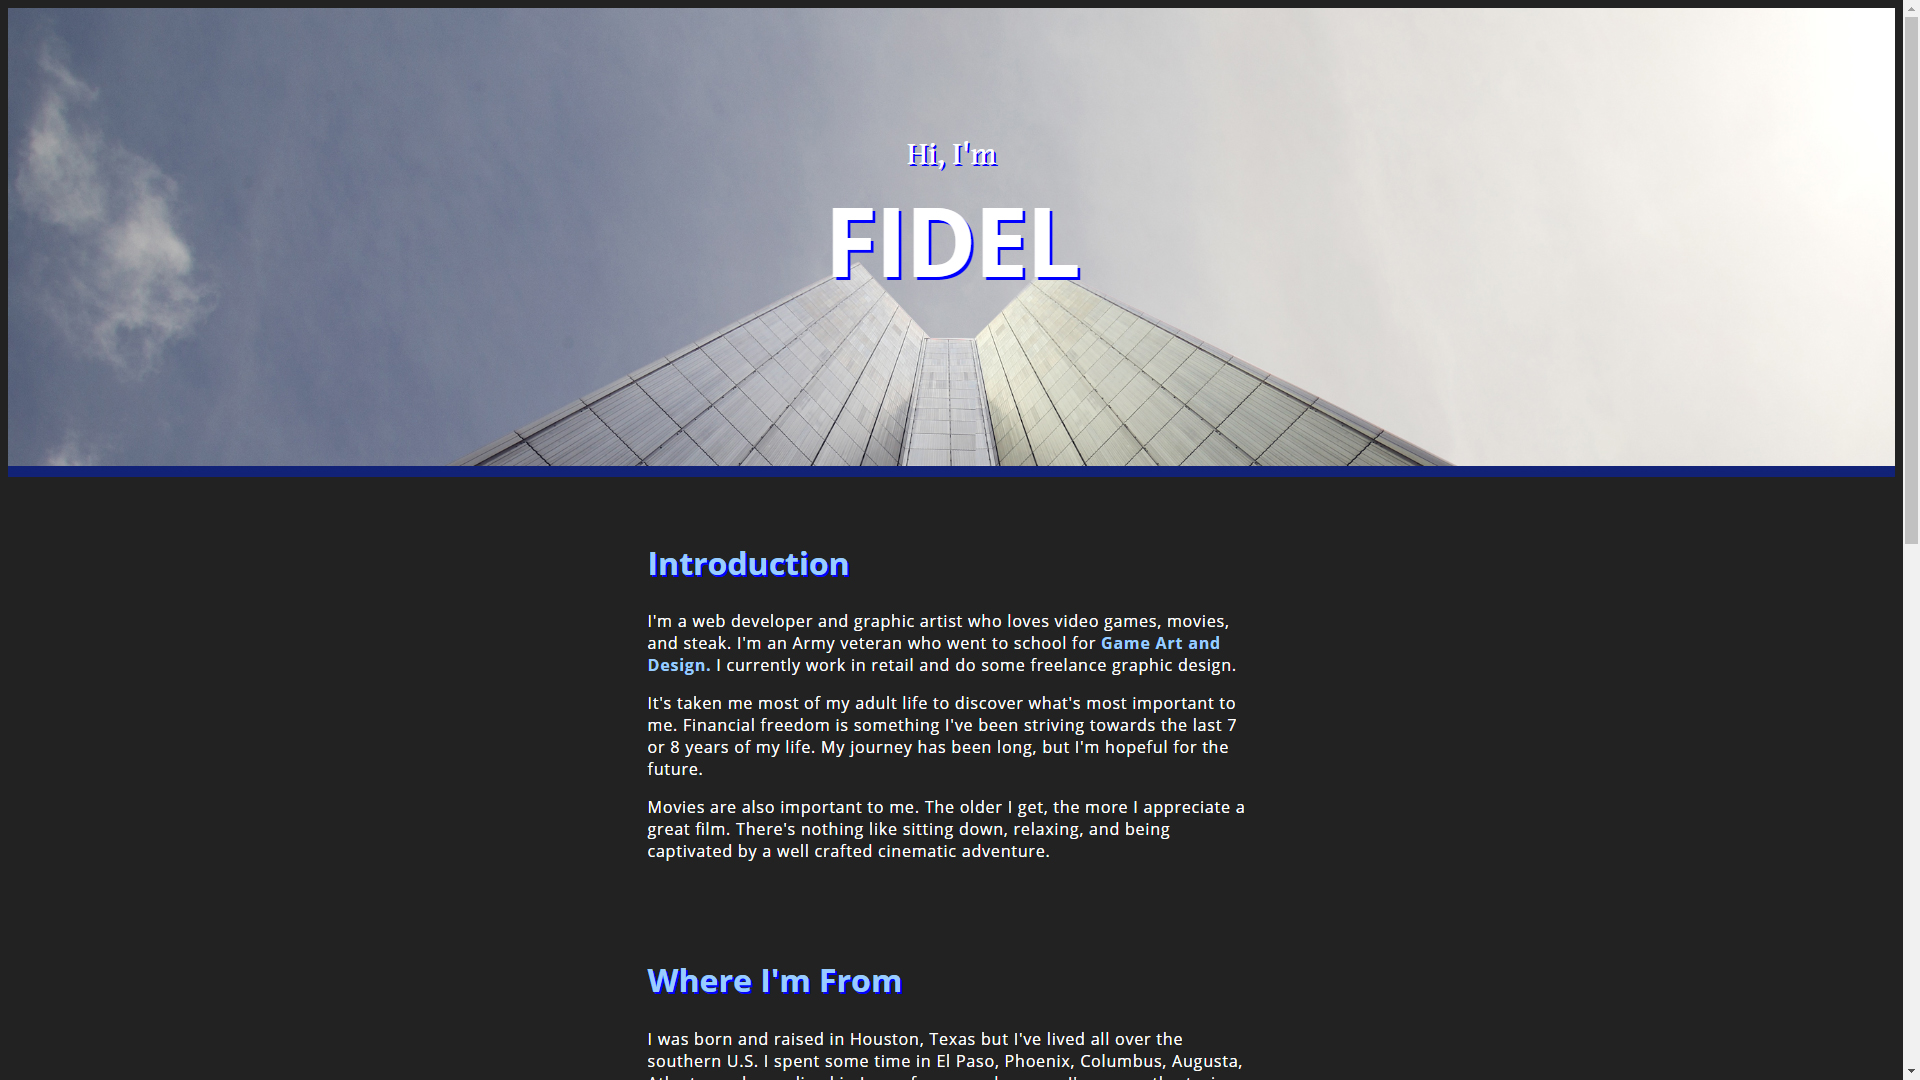 Hi, I'm
FIDEL
Introduction
I'm a web developer and graphic artist who loves video games, movies,
and steak. I'm an Army veteran who went to school for Game Art and
Design. I currently work in retail and do some freelance graphic design.
It's taken me most of my adult life to discover what's most important to
me. Financial freedom is something I've been striving towards the last 7
or 8 years of my life. My journey has been long, but I'm hopeful for the
future.
Movies are also important to me. The older I get, the more I appreciate a
great film. There's nothing like sitting down, relaxing, and being
captivated by a well crafted cinematic adventure.
Where I'm From
I was born and raised in Houston, Texas but I've lived all over the
southern U.S. I spent some time in El Paso, Phoenix, Columbus, Augusta,